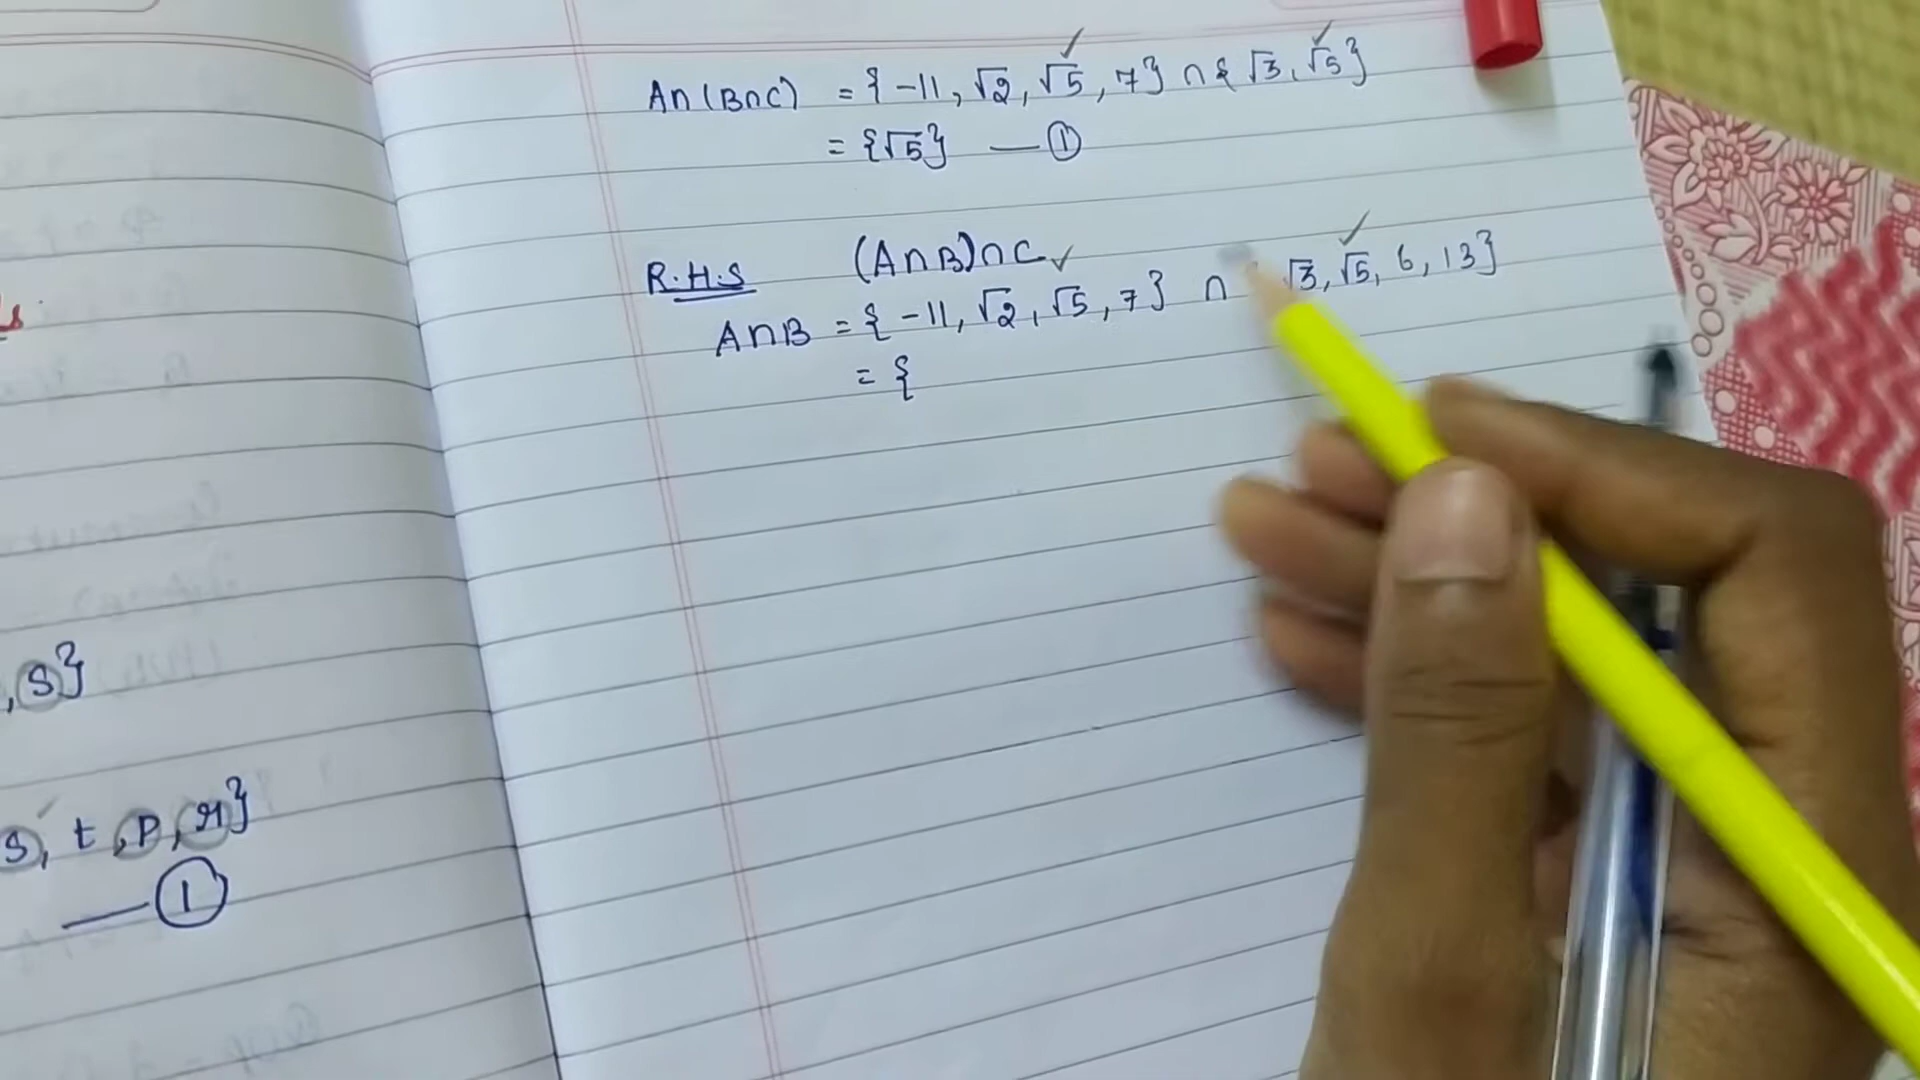 A∩(B∩C) = {-11, √2, √5, 7} ∩ { √3, √5}
= {√5} — ①
R.H.S (A∩B)∩C ✓
A∩B = { -11, √2, √5, 7 } ∩ √3, √5, 6, 13}
= {
, S}
S, t, P, r}
— ①